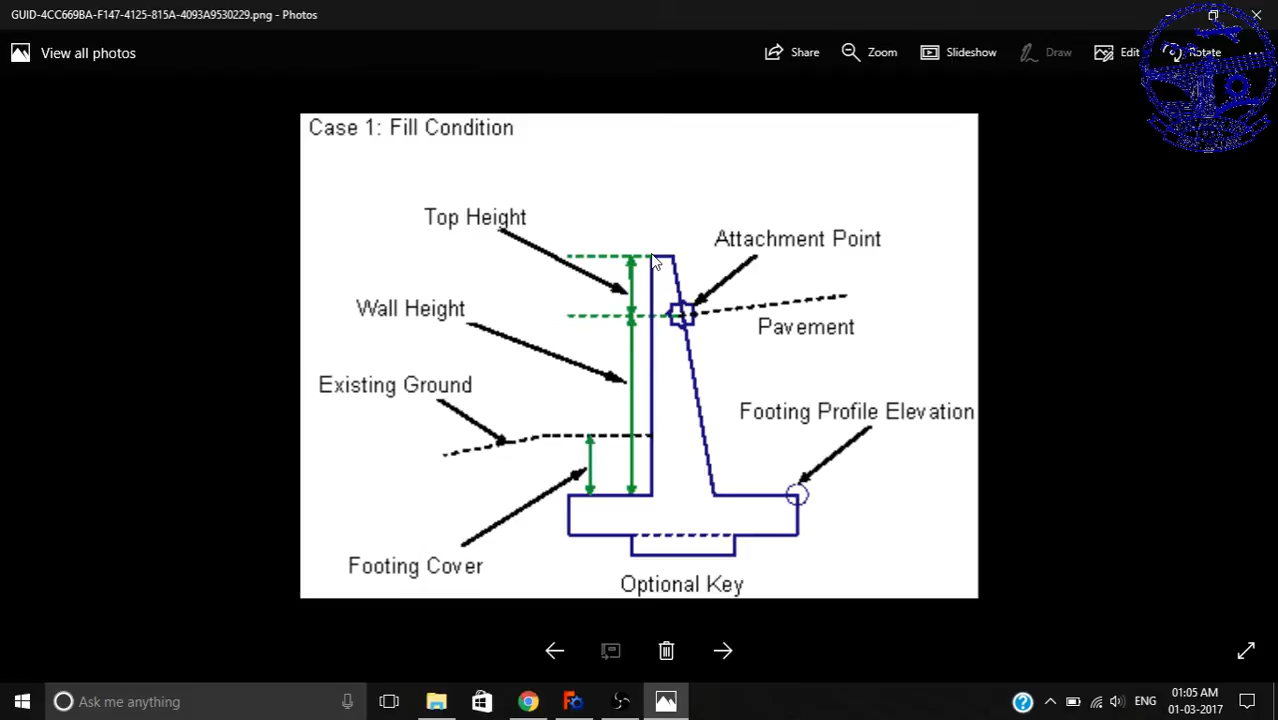 GUID-4CC669BA-F147-4125-815A-4093A9530229.png - Photos
View all photos
Share
Zoom
Slideshow
Draw
Edit
Rotate
Case 1: Fill Condition
Top Height
Attachment Point
Wall Height
Pavement
Existing Ground
Footing Profile Elevation
Footing Cover
Optional Key
Ask me anything
ENG
01:05 AM
01-03-2017